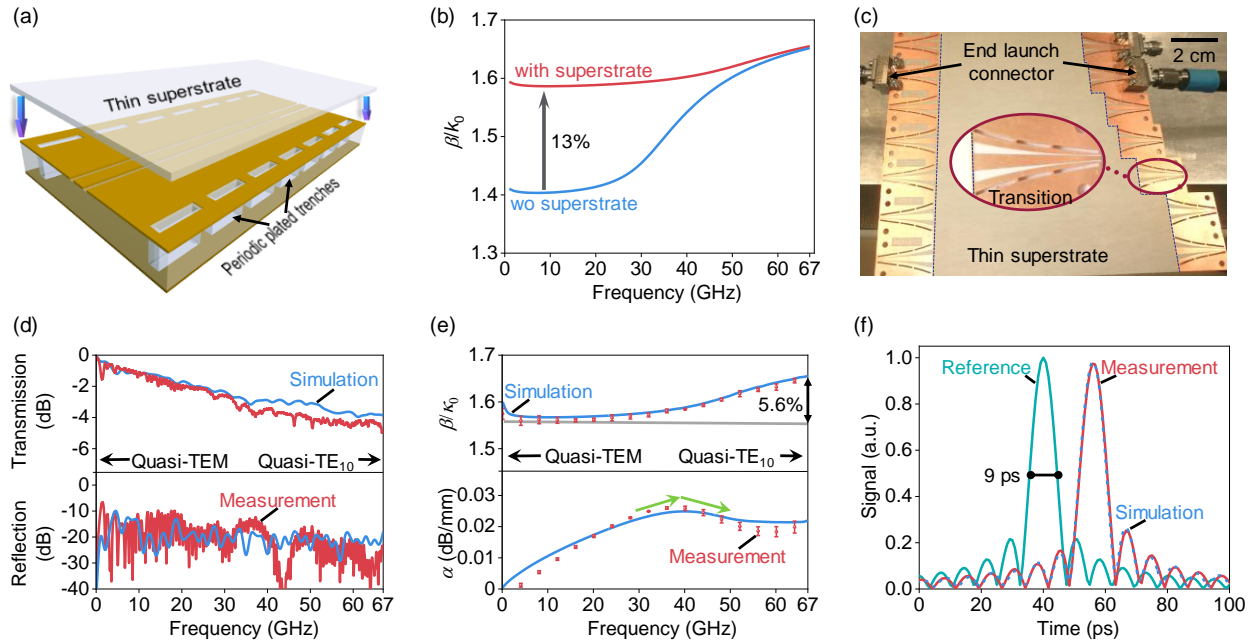 (a)
Thin superstrate
Periodic plated trenches
(b)
1.7
1.6
1.5
1.4
1.3
β/k0
with superstrate
13%
wo superstrate
0 10 20 30 40 50 60 67
Frequency (GHz)
(c)
End launch
connector
2 cm
Transition
Thin superstrate
(d)
0
-2
-4
-6
Transmission
(dB)
Simulation
Quasi-TEM Quasi-TE10
0
-10
-20
-30
-40
Reflection
(dB)
Measurement
0 10 20 30 40 50 60 67
Frequency (GHz)
(e)
1.7
1.6
1.5
β/κ0
Simulation
5.6%
Quasi-TEM Quasi-TE10
0.03
0.02
0.01
0
α (dB/mm)
Measurement
0 10 20 30 40 50 60 67
Frequency (GHz)
(f)
1.0
0.8
0.6
0.4
0.2
0
Signal (a.u.)
Reference
Measurement
9 ps
Simulation
0 20 40 60 80 100
Time (ps)